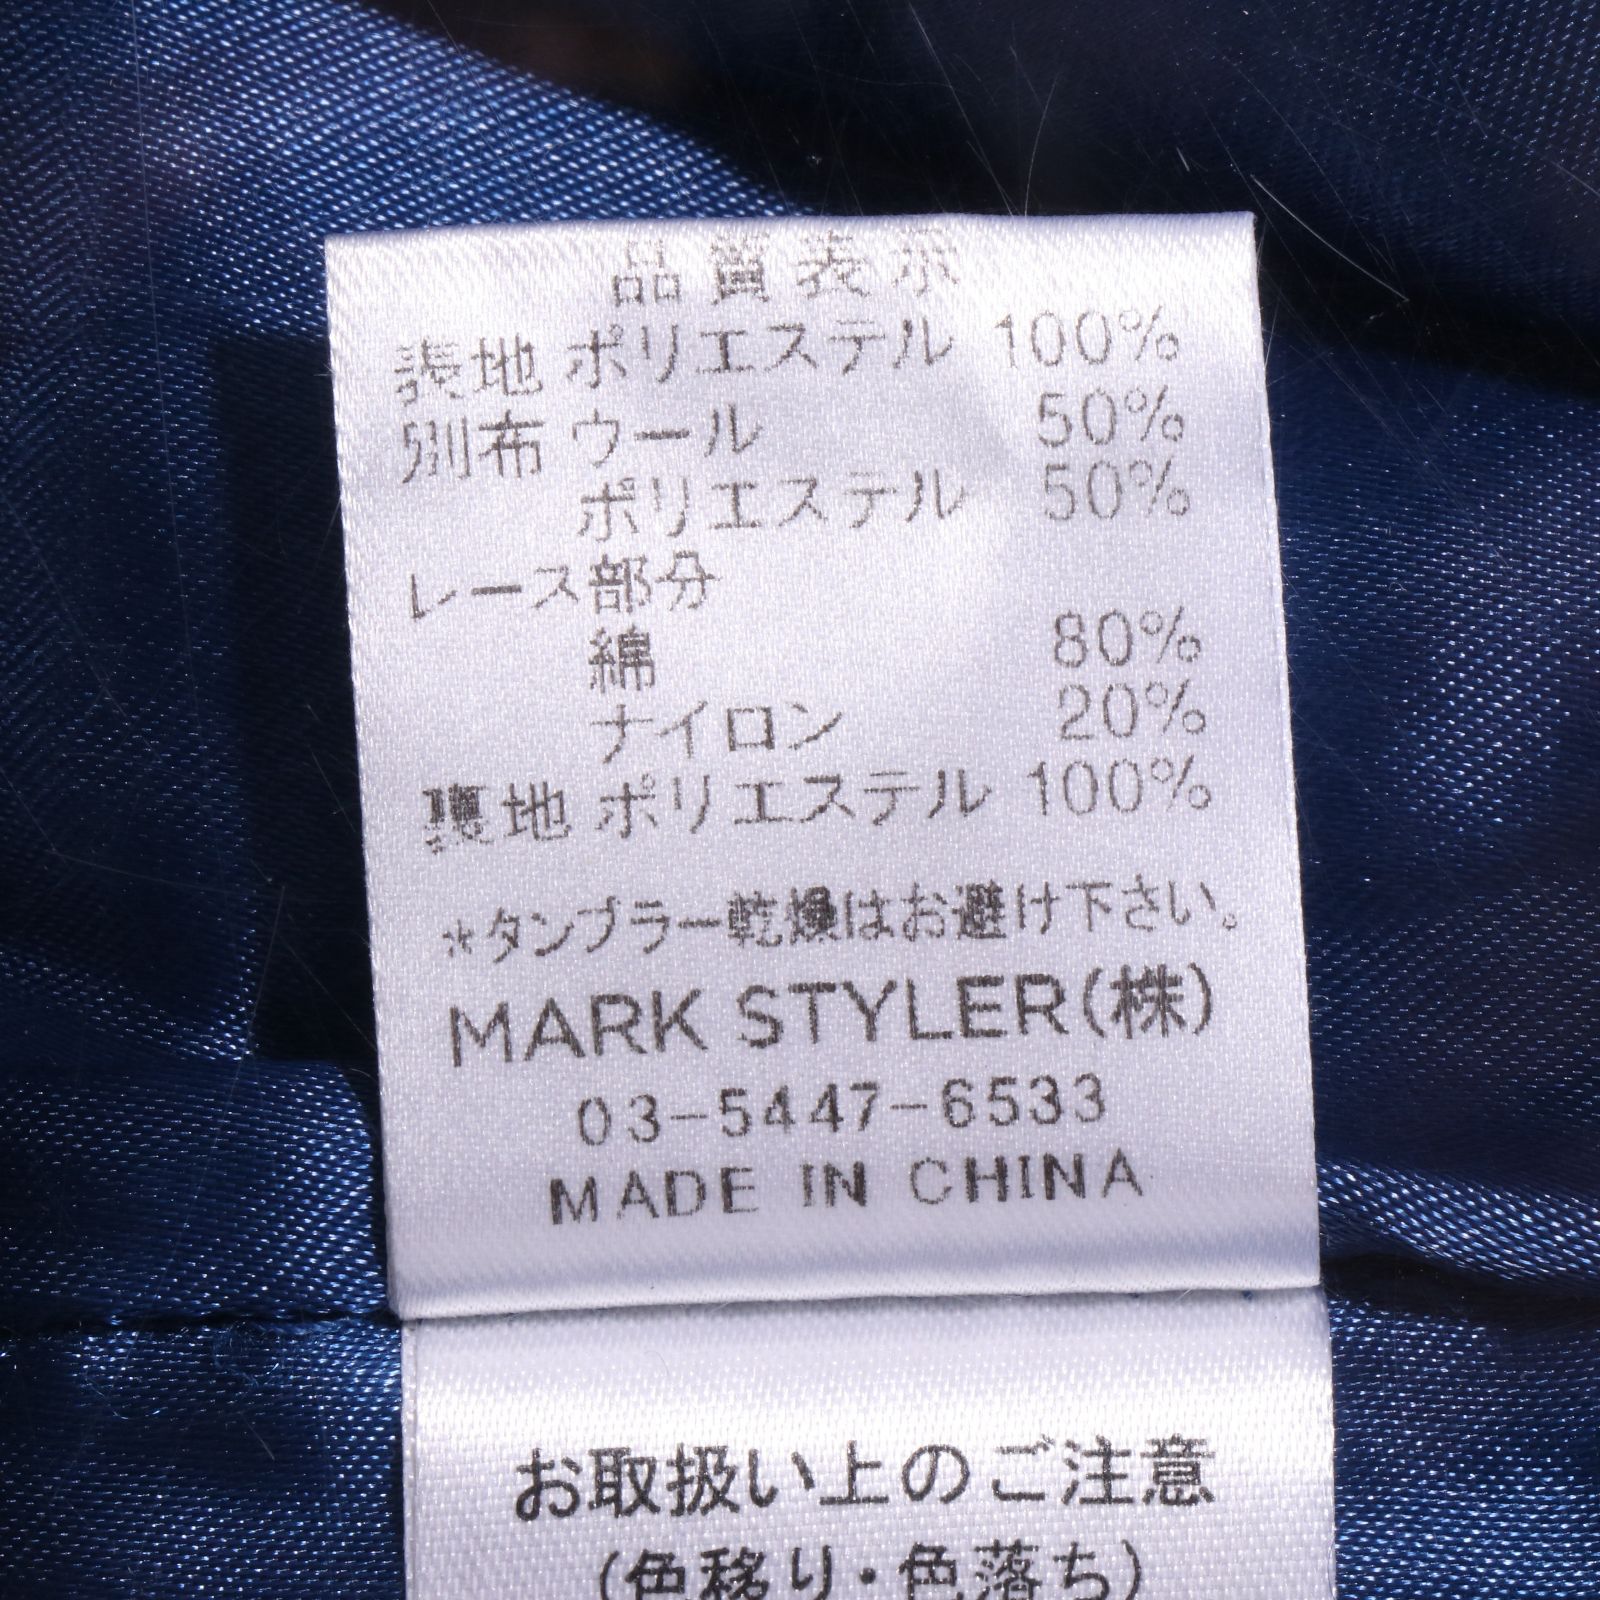 品質表示
表地 ポリエステル 100%
別布 ウール 50%
ポリエステル 50%
レース部分
綿 80%
ナイロン 20%
裏地 ポリエステル 100%
*タンブラー乾燥はお避け下さい。
MARK STYLER(株)
03-5447-6533
MADE IN CHINA
お取扱い上のご注意
(色移り・色落ち)